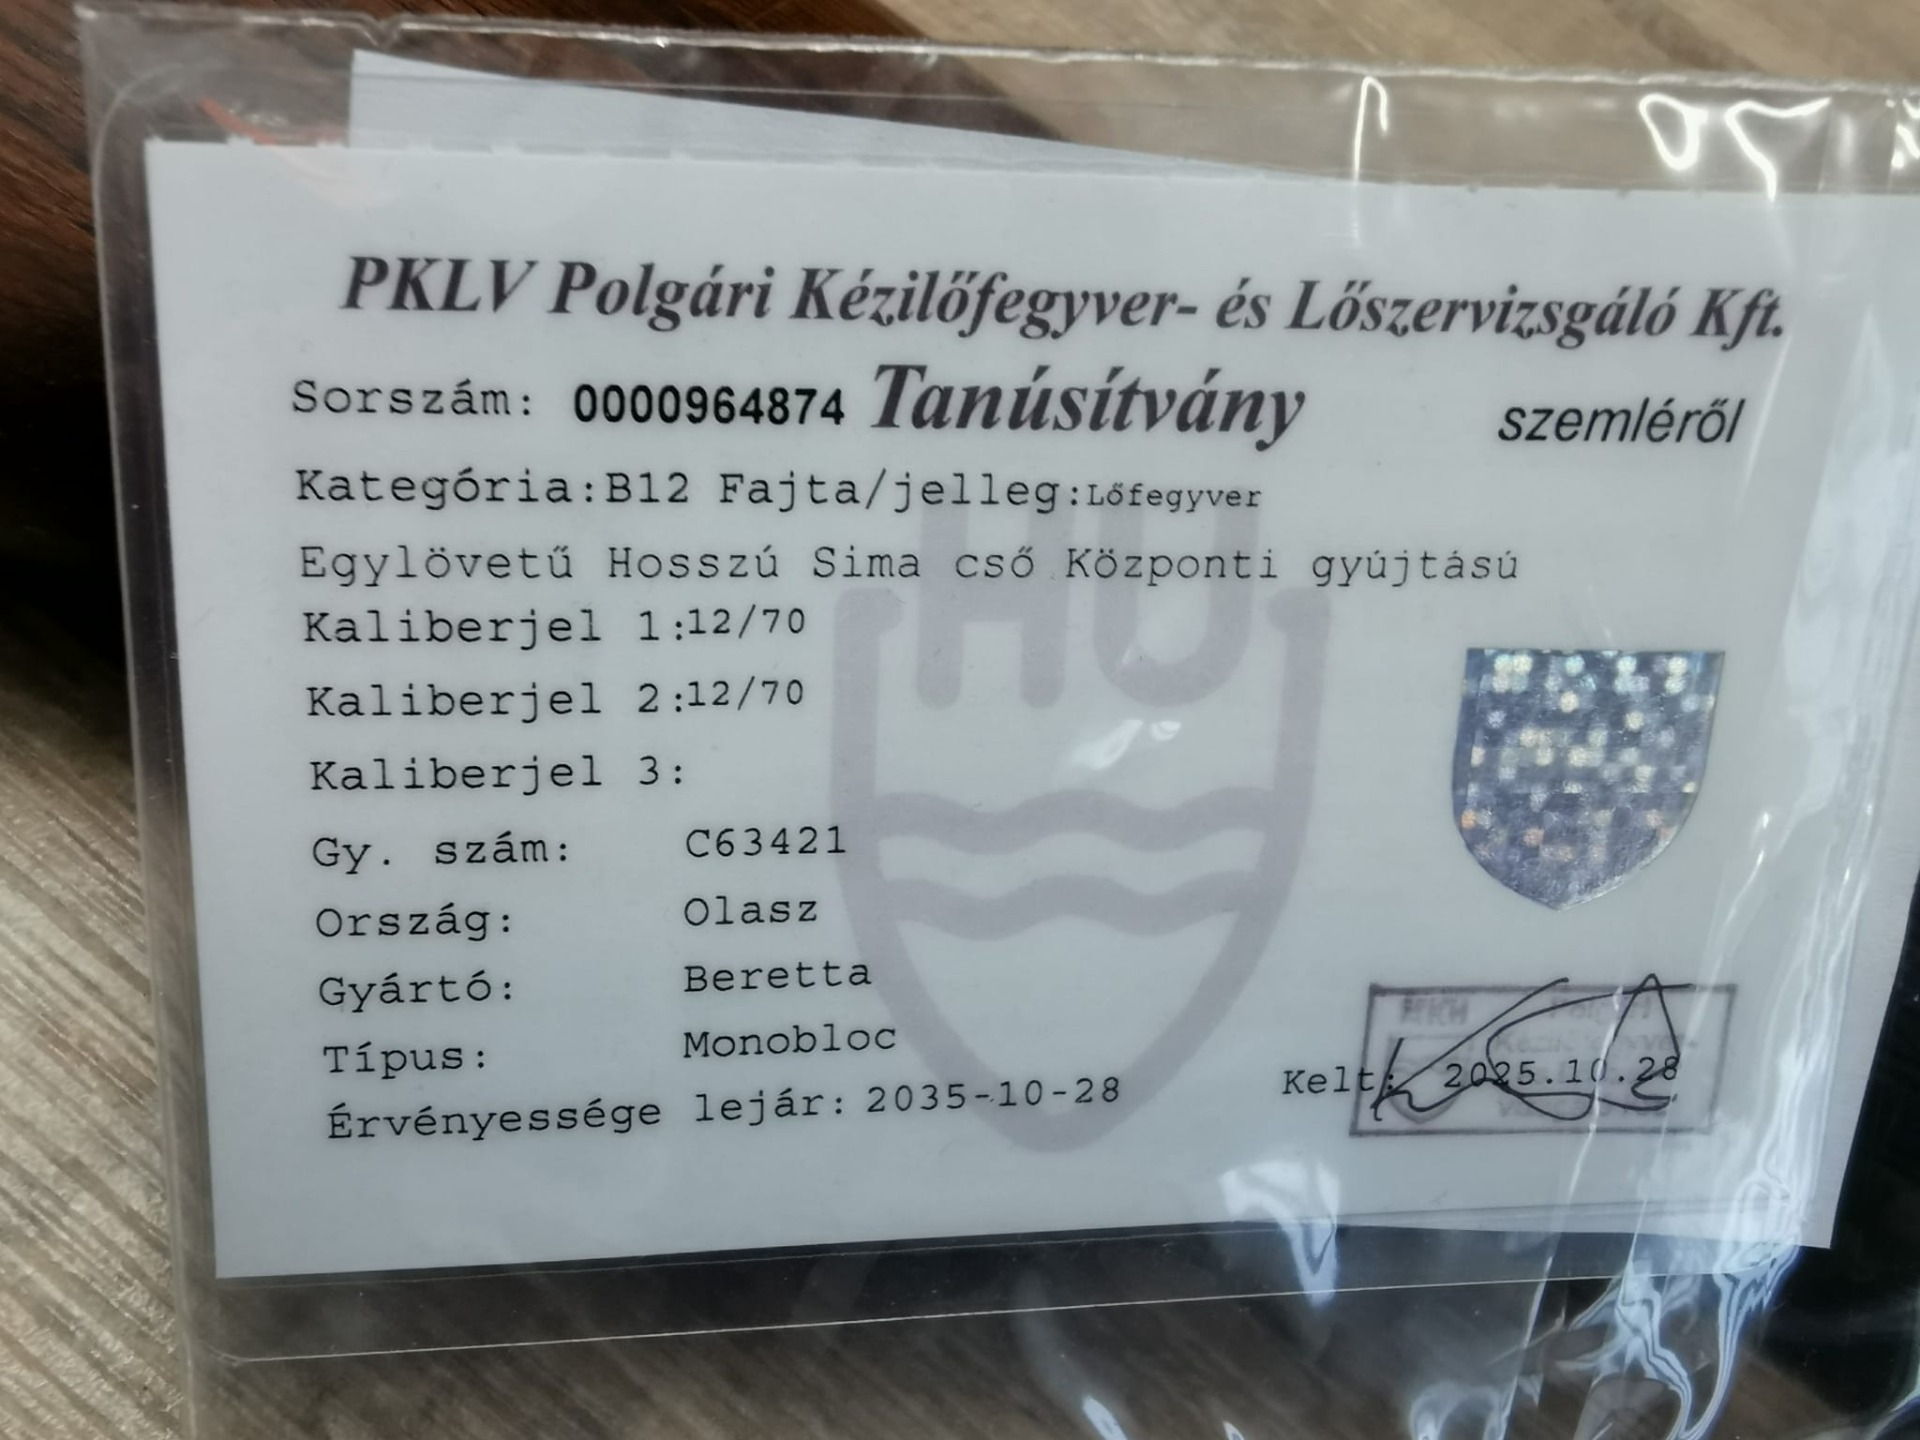 PKLV Polgári Kézilőfegyver- és Lőszervizsgáló Kft.
Sorszám: 0000964874 Tanúsítvány szemléről
Kategória:B12 Fajta/jelleg:Lőfegyver
Egylövetű Hosszú Sima cső Központi gyújtású
Kaliberjel 1:12/70
Kaliberjel 2:12/70
Kaliberjel 3:
Gy. szám: C63421
Ország: Olasz
Gyártó: Beretta
Típus: Monobloc
Érvényessége lejár: 2035-10-28
Kelt: 2025.10.28
HU